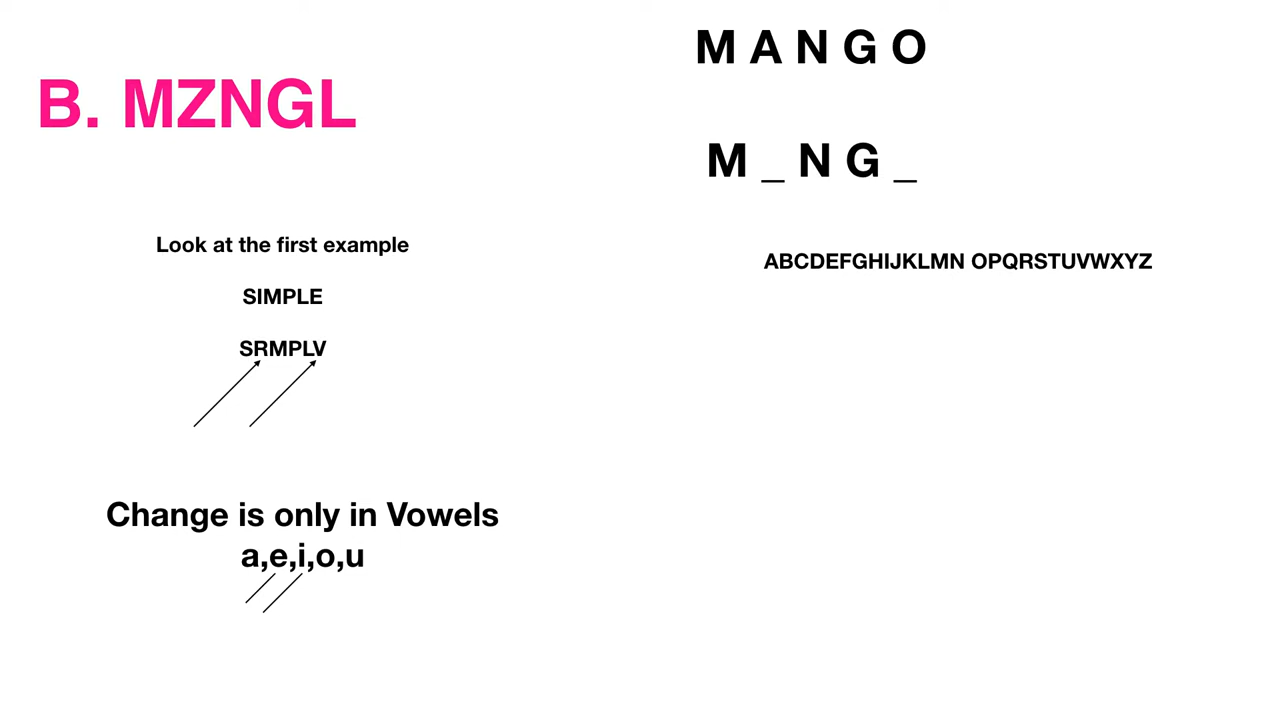 B. MZNGL
Look at the first example
SIMPLE
SRMPLV
Change is only in Vowels
a,e,i,o,u
M A N G O
M _ N G _
ABCDEFGHIJKLMN OPQRSTUVWXYZ